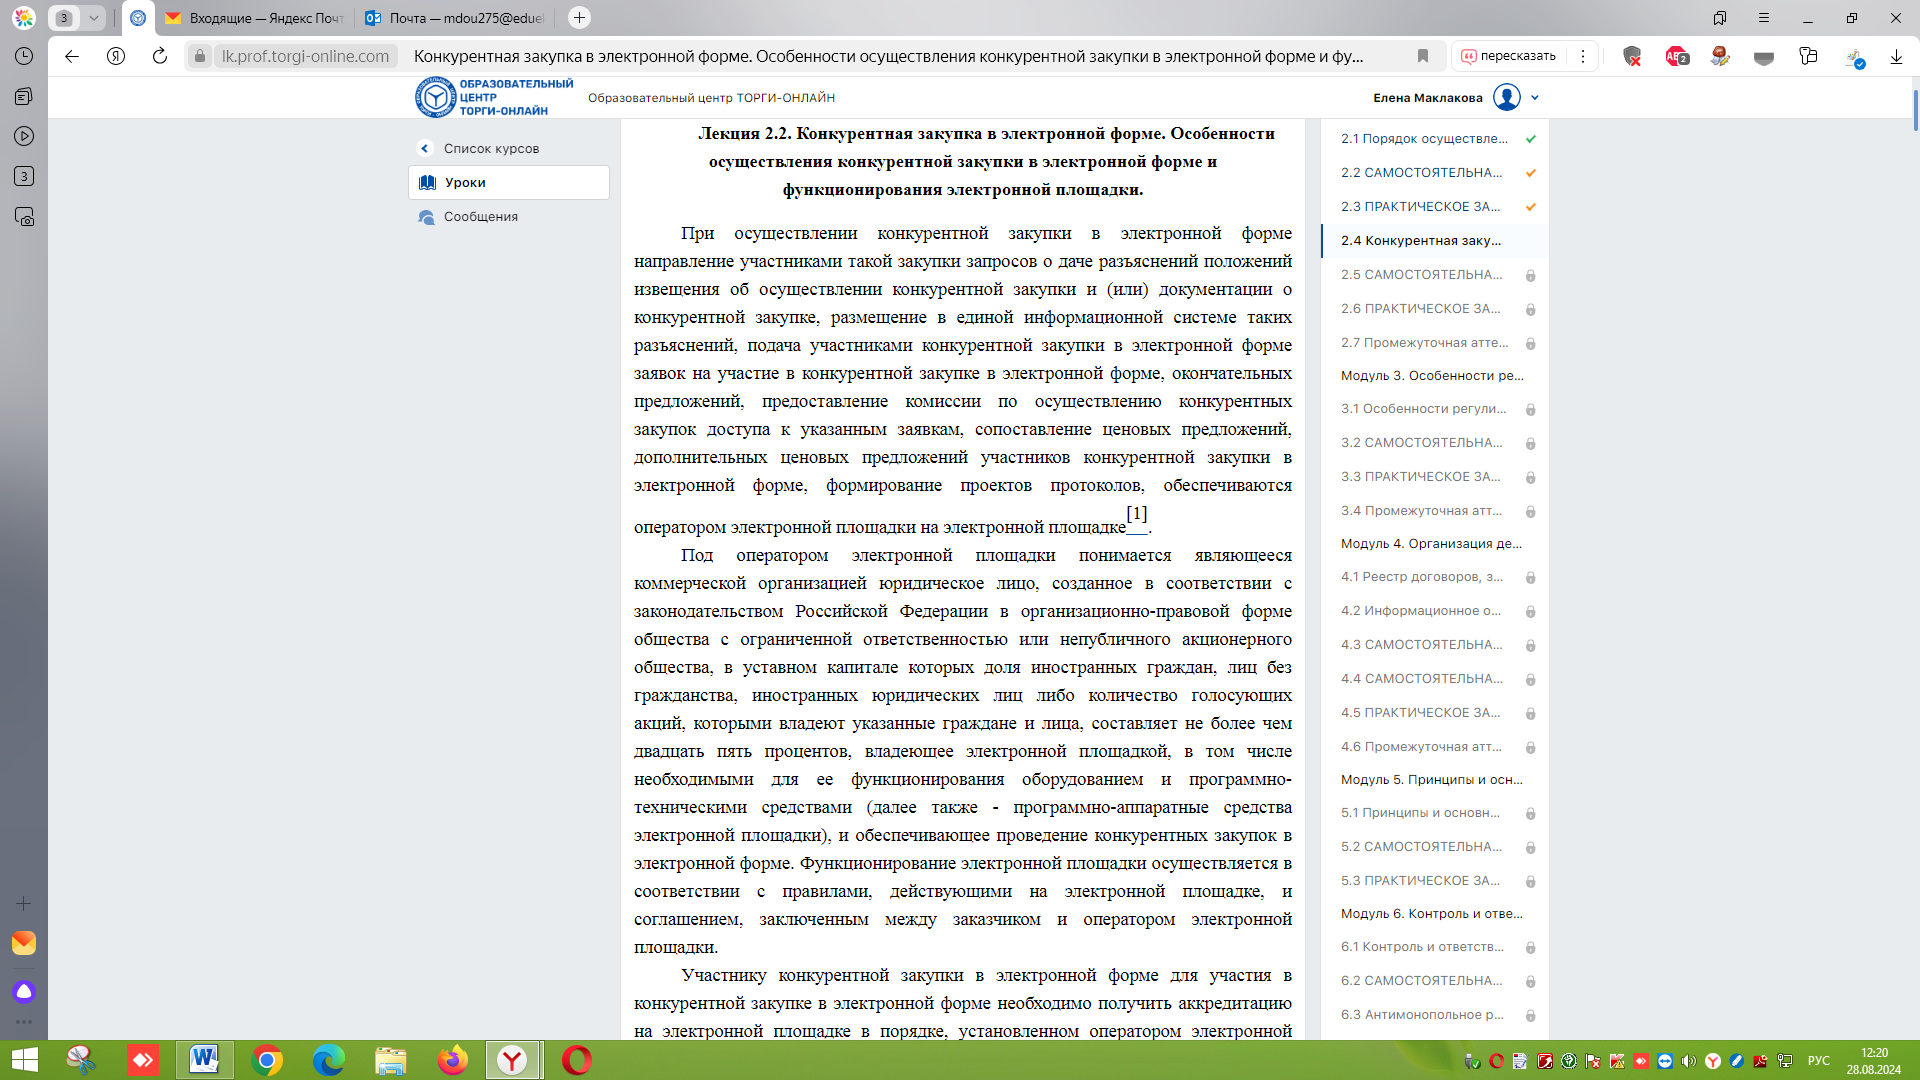 3
Входящие — Яндекс Почт
Почта — mdou275@eduek
lk.prof.torgi-online.com
Конкурентная закупка в электронной форме. Особенности осуществления конкурентной закупки в электронной форме и фу...
пересказать
2
ОБРАЗОВАТЕЛЬНЫЙ
ЦЕНТР
ТОРГИ-ОНЛАЙН
Образовательный центр ТОРГИ-ОНЛАЙН
Елена Маклакова
3
Список курсов
Уроки
Сообщения
Лекция 2.2. Конкурентная закупка в электронной форме. Особенности
осуществления конкурентной закупки в электронной форме и
функционирования электронной площадки.
При осуществлении конкурентной закупки в электронной форме
направление участниками такой закупки запросов о даче разъяснений положений
извещения об осуществлении конкурентной закупки и (или) документации о
конкурентной закупке, размещение в единой информационной системе таких
разъяснений, подача участниками конкурентной закупки в электронной форме
заявок на участие в конкурентной закупке в электронной форме, окончательных
предложений, предоставление комиссии по осуществлению конкурентных
закупок доступа к указанным заявкам, сопоставление ценовых предложений,
дополнительных ценовых предложений участников конкурентной закупки в
электронной форме, формирование проектов протоколов, обеспечиваются
оператором электронной площадки на электронной площадке[1].
Под оператором электронной площадки понимается являющееся
коммерческой организацией юридическое лицо, созданное в соответствии с
законодательством Российской Федерации в организационно-правовой форме
общества с ограниченной ответственностью или непубличного акционерного
общества, в уставном капитале которых доля иностранных граждан, лиц без
гражданства, иностранных юридических лиц либо количество голосующих
акций, которыми владеют указанные граждане и лица, составляет не более чем
двадцать пять процентов, владеющее электронной площадкой, в том числе
необходимыми для ее функционирования оборудованием и программно-
техническими средствами (далее также - программно-аппаратные средства
электронной площадки), и обеспечивающее проведение конкурентных закупок в
электронной форме. Функционирование электронной площадки осуществляется в
соответствии с правилами, действующими на электронной площадке, и
соглашением, заключенным между заказчиком и оператором электронной
площадки.
Участнику конкурентной закупки в электронной форме для участия в
конкурентной закупке в электронной форме необходимо получить аккредитацию
на электронной площадке в порядке, установленном оператором электронной
2.1 Порядок осуществле...
2.2 САМОСТОЯТЕЛЬНА...
2.3 ПРАКТИЧЕСКОЕ ЗА...
2.4 Конкурентная заку...
2.5 САМОСТОЯТЕЛЬНА...
2.6 ПРАКТИЧЕСКОЕ ЗА...
2.7 Промежуточная атте...
Модуль 3. Особенности ре...
3.1 Особенности регули...
3.2 САМОСТОЯТЕЛЬНА...
3.3 ПРАКТИЧЕСКОЕ ЗА...
3.4 Промежуточная атт...
Модуль 4. Организация де...
4.1 Реестр договоров, з...
4.2 Информационное о...
4.3 САМОСТОЯТЕЛЬНА...
4.4 САМОСТОЯТЕЛЬНА...
4.5 ПРАКТИЧЕСКОЕ ЗА...
4.6 Промежуточная атт...
Модуль 5. Принципы и осн...
5.1 Принципы и основн...
5.2 САМОСТОЯТЕЛЬНА...
5.3 ПРАКТИЧЕСКОЕ ЗА...
Модуль 6. Контроль и отве...
6.1 Контроль и ответств...
6.2 САМОСТОЯТЕЛЬНА...
6.3 Антимонопольное р...
РУС
12:20
28.08.2024